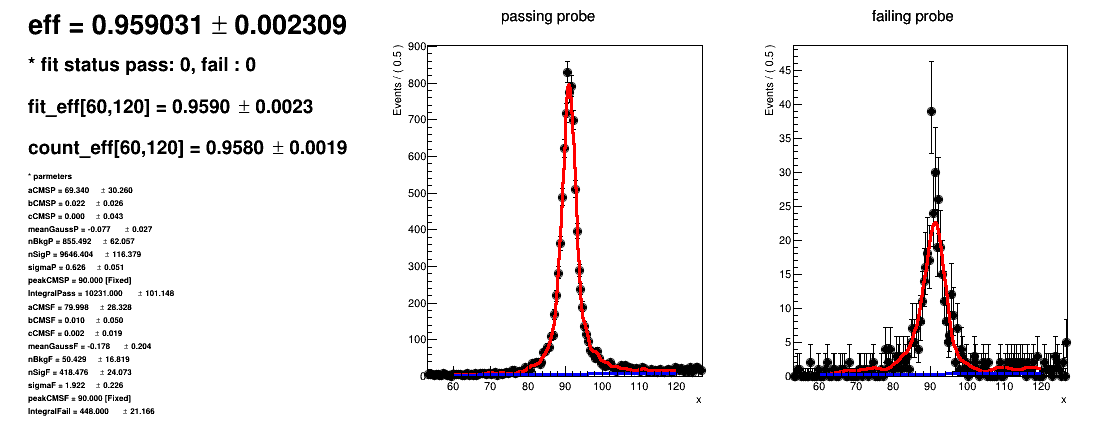 eff = 0.959031 ± 0.002309
* fit status pass: 0, fail : 0
fit_eff[60,120] = 0.9590 ± 0.0023
count_eff[60,120] = 0.9580 ± 0.0019
* parmeters
aCMSP = 69.340 ± 30.260
bCMSP = 0.022 ± 0.026
cCMSP = 0.000 ± 0.043
meanGaussP = -0.077 ± 0.027
nBkgP = 855.492 ± 62.057
nSigP = 9646.404 ± 116.379
sigmaP = 0.626 ± 0.051
peakCMSP = 90.000 [Fixed]
IntegralPass = 10231.000 ± 101.148
aCMSF = 79.998 ± 28.328
bCMSF = 0.010 ± 0.050
cCMSF = 0.002 ± 0.019
meanGaussF = -0.178 ± 0.204
nBkgF = 50.429 ± 16.819
nSigF = 418.476 ± 24.073
sigmaF = 1.922 ± 0.226
peakCMSF = 90.000 [Fixed]
IntegralFail = 448.000 ± 21.166
passing probe
Events / ( 0.5 )
900
800
700
600
500
400
300
200
100
0
60 70 80 90 100 110 120
x
failing probe
Events / ( 0.5 )
45
40
35
30
25
20
15
10
5
0
60 70 80 90 100 110 120
x